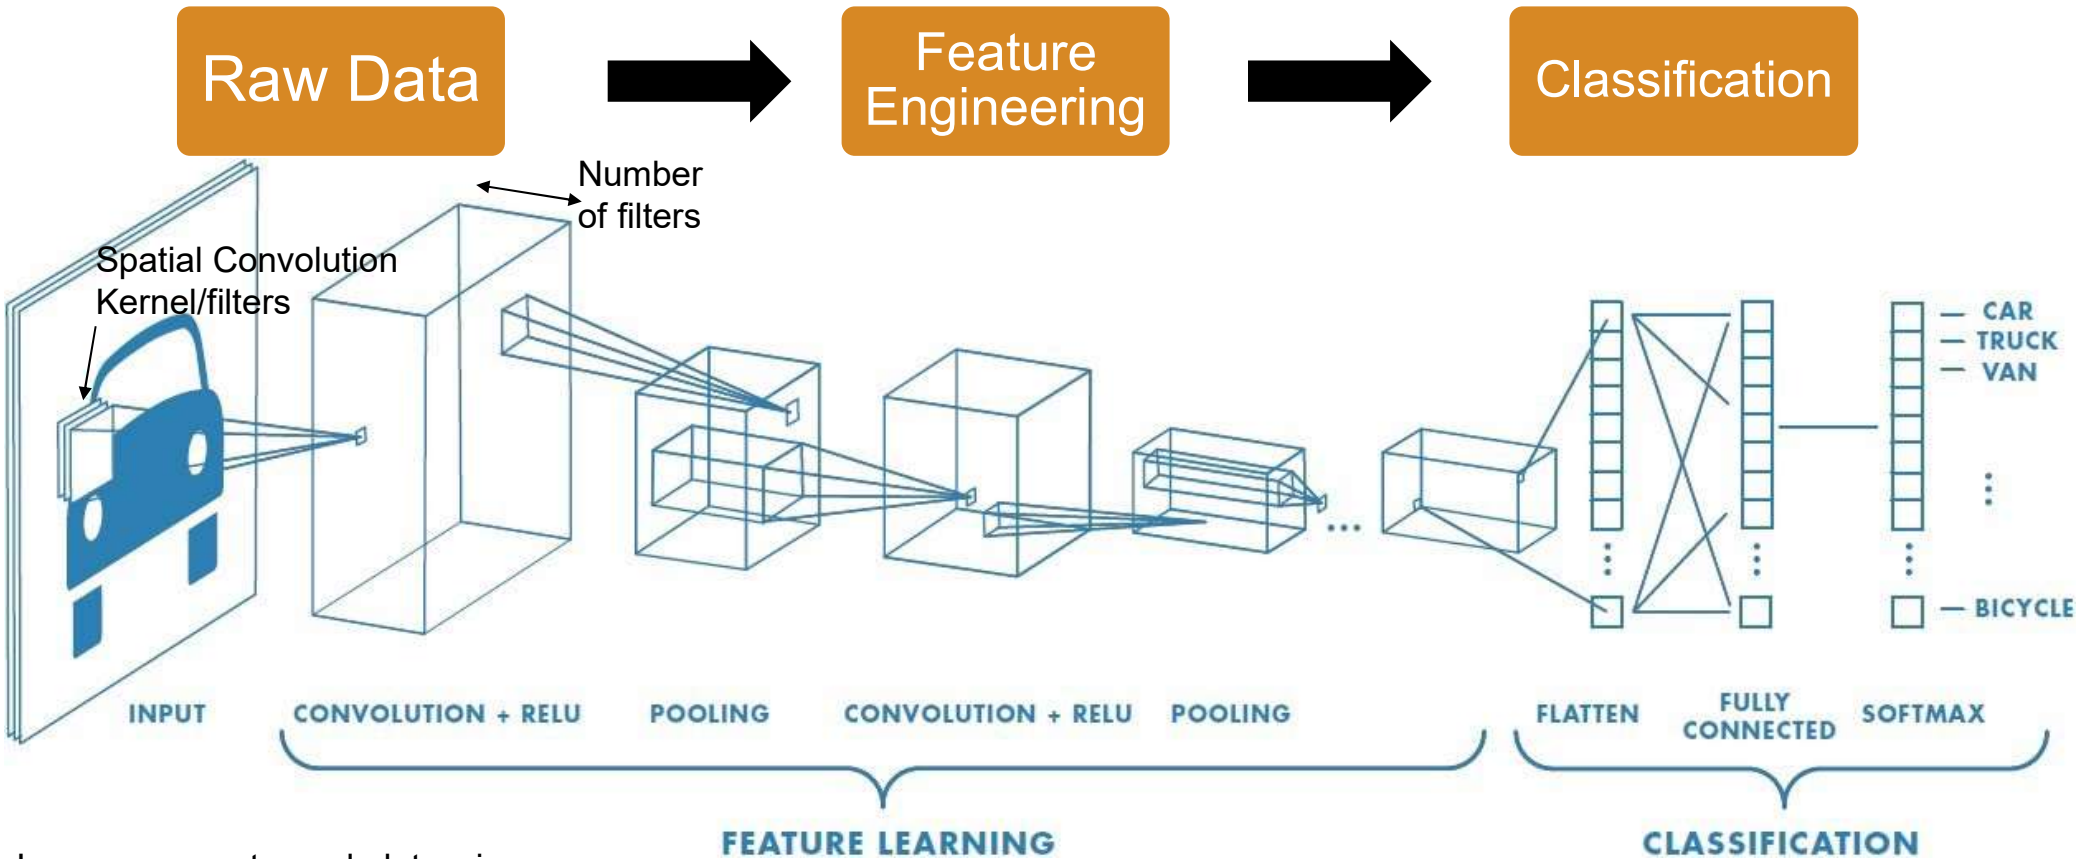 Raw Data
Feature
Engineering
Classification
Number
of filters
Spatial Convolution
Kernel/filters
CAR
TRUCK
VAN
BICYCLE
INPUT
CONVOLUTION + RELU
POOLING
CONVOLUTION + RELU
POOLING
FLATTEN
FULLY
CONNECTED
SOFTMAX
FEATURE LEARNING
CLASSIFICATION